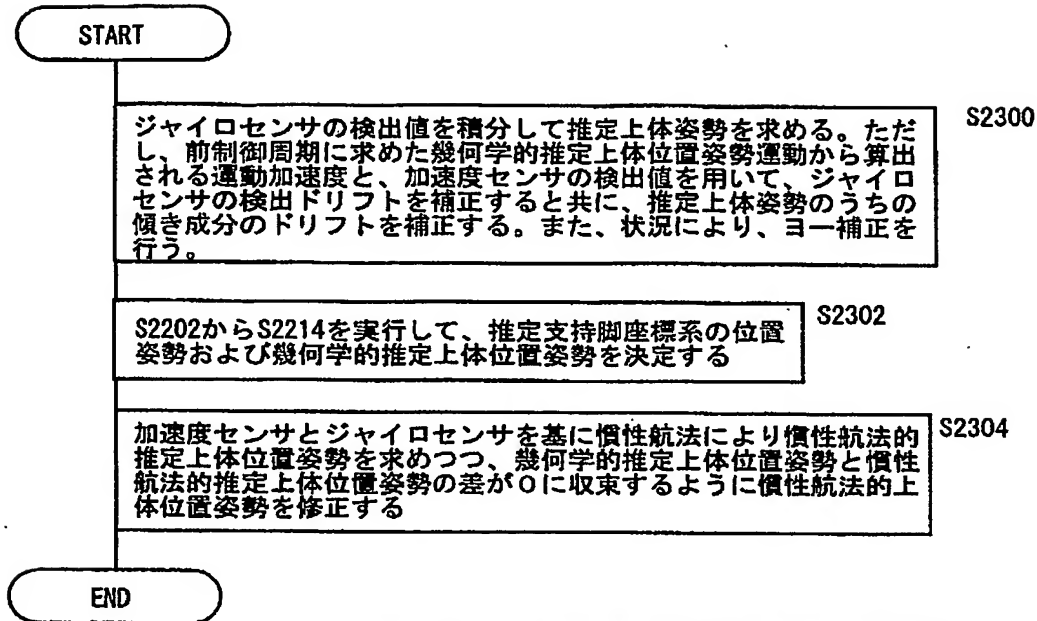 START
S2300
ジャイロセンサの検出値を積分して推定上体姿勢を求める。ただ
し、前制御周期に求めた幾何学的推定上体位置姿勢運動から算出
される運動加速度と、加速度センサの検出値を用いて、ジャイロ
センサの検出ドリフトを補正すると共に、推定上体姿勢のうちの
傾き成分のドリフトを補正する。また、状況により、ヨー補正を
行う。
S2302
S2202からS2214を実行して、推定支持脚座標系の位置
姿勢および幾何学的推定上体位置姿勢を決定する
S2304
加速度センサとジャイロセンサを基に慣性航法により慣性航法的
推定上体位置姿勢を求めつつ、幾何学的推定上体位置姿勢と慣性
航法的推定上体位置姿勢の差が0に収束するように慣性航法的上
体位置姿勢を修正する
END